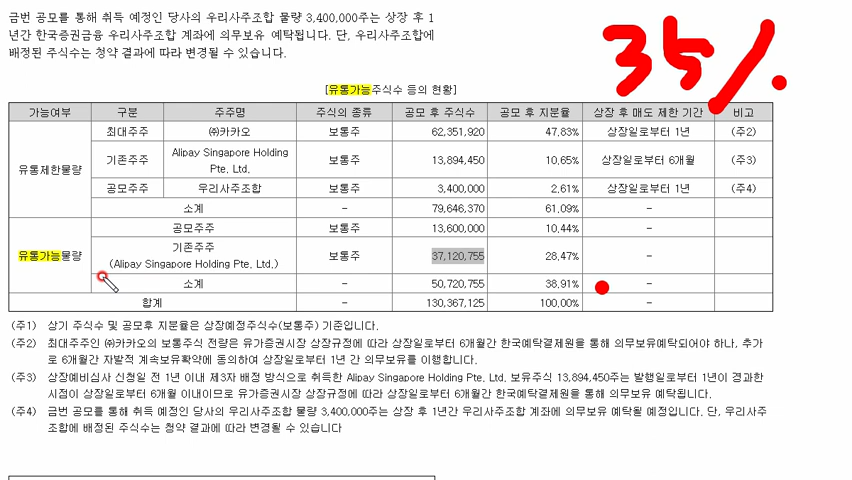 금번 공모를 통해 취득 예정인 당사의 우리사주조합 물량 3,400,000주는 상장 후 1
년간 한국증권금융 우리사주조합 계좌에 의무보유 예탁됩니다. 단, 우리사주조합에
배정된 주식수는 청약 결과에 따라 변경될 수 있습니다.
35%.
[유통가능주식수 등의 현황]
가능여부 구분 주주명 주식의 종류 공모 후 주식수 공모 후 지분율 상장 후 매도 제한 기간 비고
유통제한물량 최대주주 ㈜카카오 보통주 62,351,920 47.83% 상장일로부터 1년 (주2)
기존주주 Alipay Singapore Holding Pte. Ltd. 보통주 13,894,450 10.65% 상장일로부터 6개월 (주3)
공모주주 우리사주조합 보통주 3,400,000 2.61% 상장일로부터 1년 (주4)
소계 - 79,646,370 61.09% -
유통가능물량 공모주주 보통주 13,600,000 10.44% -
기존주주
(Alipay Singapore Holding Pte. Ltd.) 37,120,755 28.47% -
소계 - 50,720,755 38.91% -
합계 - 130,367,125 100.00% -
(주1) 상기 주식수 및 공모후 지분율은 상장예정주식수(보통주) 기준입니다.
(주2) 최대주주인 ㈜카카오의 보통주식 전량은 유가증권시장 상장규정에 따라 상장일로부터 6개월간 한국예탁결제원을 통해 의무보유예탁되어야 하나, 추가
로 6개월간 자발적 계속보유확약에 동의하여 상장일로부터 1년 간 의무보유를 이행합니다.
(주3) 상장예비심사 신청일 전 1년 이내 제3자 배정 방식으로 취득한 Alipay Singapore Holding Pte. Ltd. 보유주식 13,894,450주는 발행일로부터 1년이 경과한
시점이 상장일로부터 6개월 이내이므로 유가증권시장 상장규정에 따라 상장일로부터 6개월간 한국예탁결제원을 통해 의무보유 예탁됩니다.
(주4) 금번 공모를 통해 취득 예정인 당사의 우리사주조합 물량 3,400,000주는 상장 후 1년간 우리사주조합 계좌에 의무보유 예탁될 예정입니다. 단, 우리사주
조합에 배정된 주식수는 청약 결과에 따라 변경될 수 있습니다